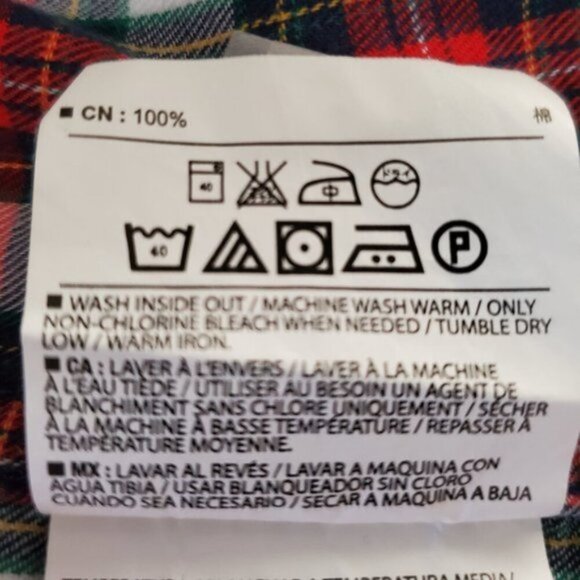 ■ CN : 100% 棉
40 中 ドライ
40 P
■ WASH INSIDE OUT / MACHINE WASH WARM / ONLY
NON-CHLORINE BLEACH WHEN NEEDED / TUMBLE DRY
LOW / WARM IRON.
■ CA : LAVER À L'ENVERS / LAVER À LA MACHINE
À L'EAU TIÈDE / UTILISER AU BESOIN UN AGENT DE
BLANCHIMENT SANS CHLORE UNIQUEMENT / SÉCHER
À LA MACHINE À BASSE TEMPÉRATURE / REPASSER À
TEMPÉRATURE MOYENNE.
■ MX : LAVAR AL REVÉS / LAVAR A MAQUINA CON
AGUA TIBIA / USAR BLANQUEADOR SIN CLORO
CUANDO SEA NECESARIO / SECAR A MAQUINA A BAJA
TEMPERATURA MEDIA/